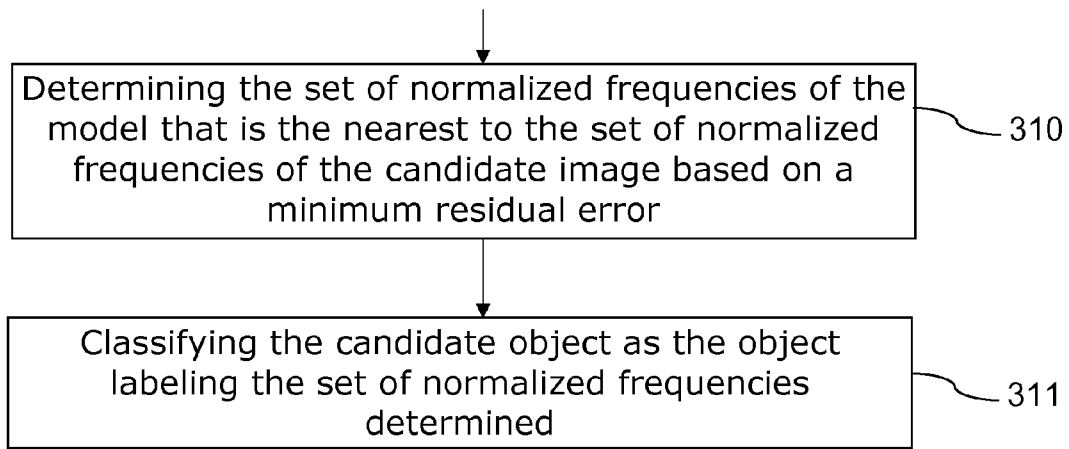 Determining the set of normalized frequencies of the
model that is the nearest to the set of normalized
frequencies of the candidate image based on a
minimum residual error
310
Classifying the candidate object as the object
labeling the set of normalized frequencies
determined
311